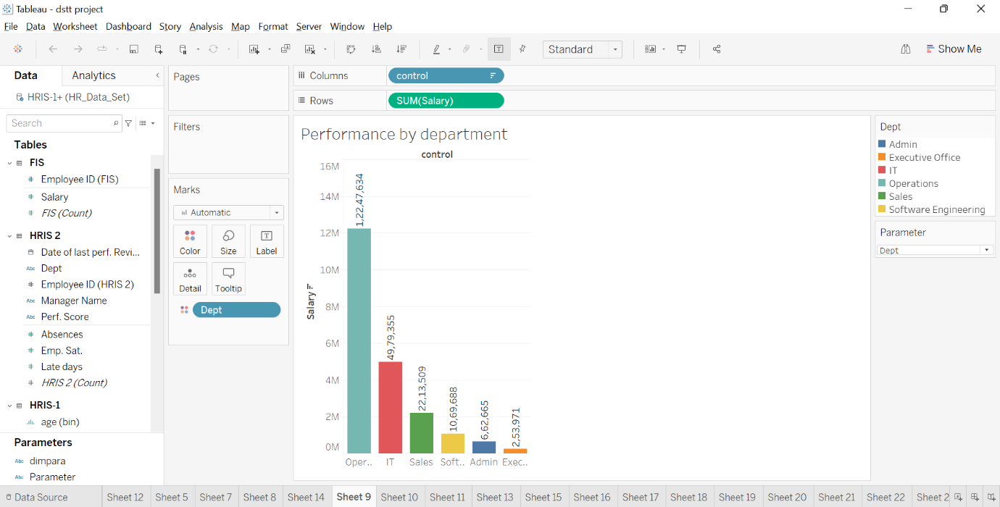 Tableau - dstt project
File Data Worksheet Dashboard Story Analysis Map Format Server Window Help
Standard
Show Me
Data
Analytics
HRIS-1+ (HR_Data_Set)
Search
Tables
FIS
Employee ID (FIS)
Salary
FIS (Count)
HRIS 2
Date of last perf. Revi...
Abc Dept
Employee ID (HRIS 2)
Abc Manager Name
Abc Perf. Score
Absences
Emp. Sat.
Late days
HRIS 2 (Count)
HRIS-1
age (bin)
Parameters
Abc dimpara
Abc Parameter
Pages
Filters
Marks
Automatic
Color Size Label
Detail Tooltip
Dept
Columns control
Rows SUM(Salary)
Performance by department
control
Salary
16M
14M
12M
10M
8M
6M
4M
2M
0M
1,22,47,634
49,79,355
22,13,509
10,69,688
6,62,665
2,53,971
Oper.. IT Sales Soft.. Admin Exec..
Dept
Admin
Executive Office
IT
Operations
Sales
Software Engineering
Parameter
Dept
Data Source Sheet 12 Sheet 5 Sheet 7 Sheet 8 Sheet 14 Sheet 9 Sheet 10 Sheet 11 Sheet 13 Sheet 15 Sheet 16 Sheet 17 Sheet 18 Sheet 19 Sheet 20 Sheet 21 Sheet 22 Sheet 2